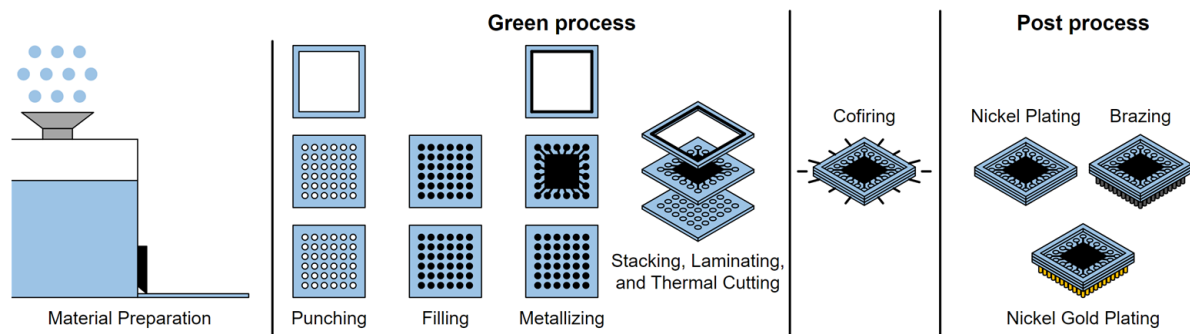 Green process
Post process
Cofiring
Nickel Plating
Brazing
Stacking, Laminating,
and Thermal Cutting
Material Preparation
Punching
Filling
Metallizing
Nickel Gold Plating